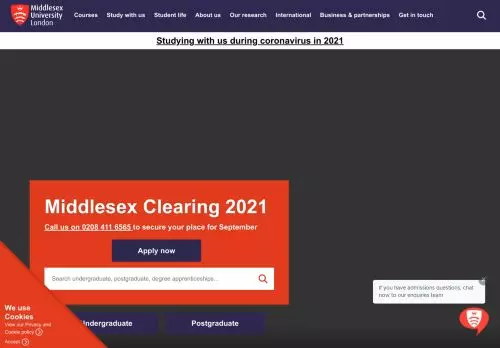 Middlesex
University
London
Courses Study with us Student life About us Our research International Business & partnerships Get in touch
Studying with us during coronavirus in 2021
Middlesex Clearing 2021
Call us on 0208 411 6565 to secure your place for September
Apply now
Search undergraduate, postgraduate, degree apprenticeships...
If you have admissions questions, chat
now to our enquiries team
We use
Cookies
View our Privacy and
Cookie policy
Accept
Undergraduate
Postgraduate